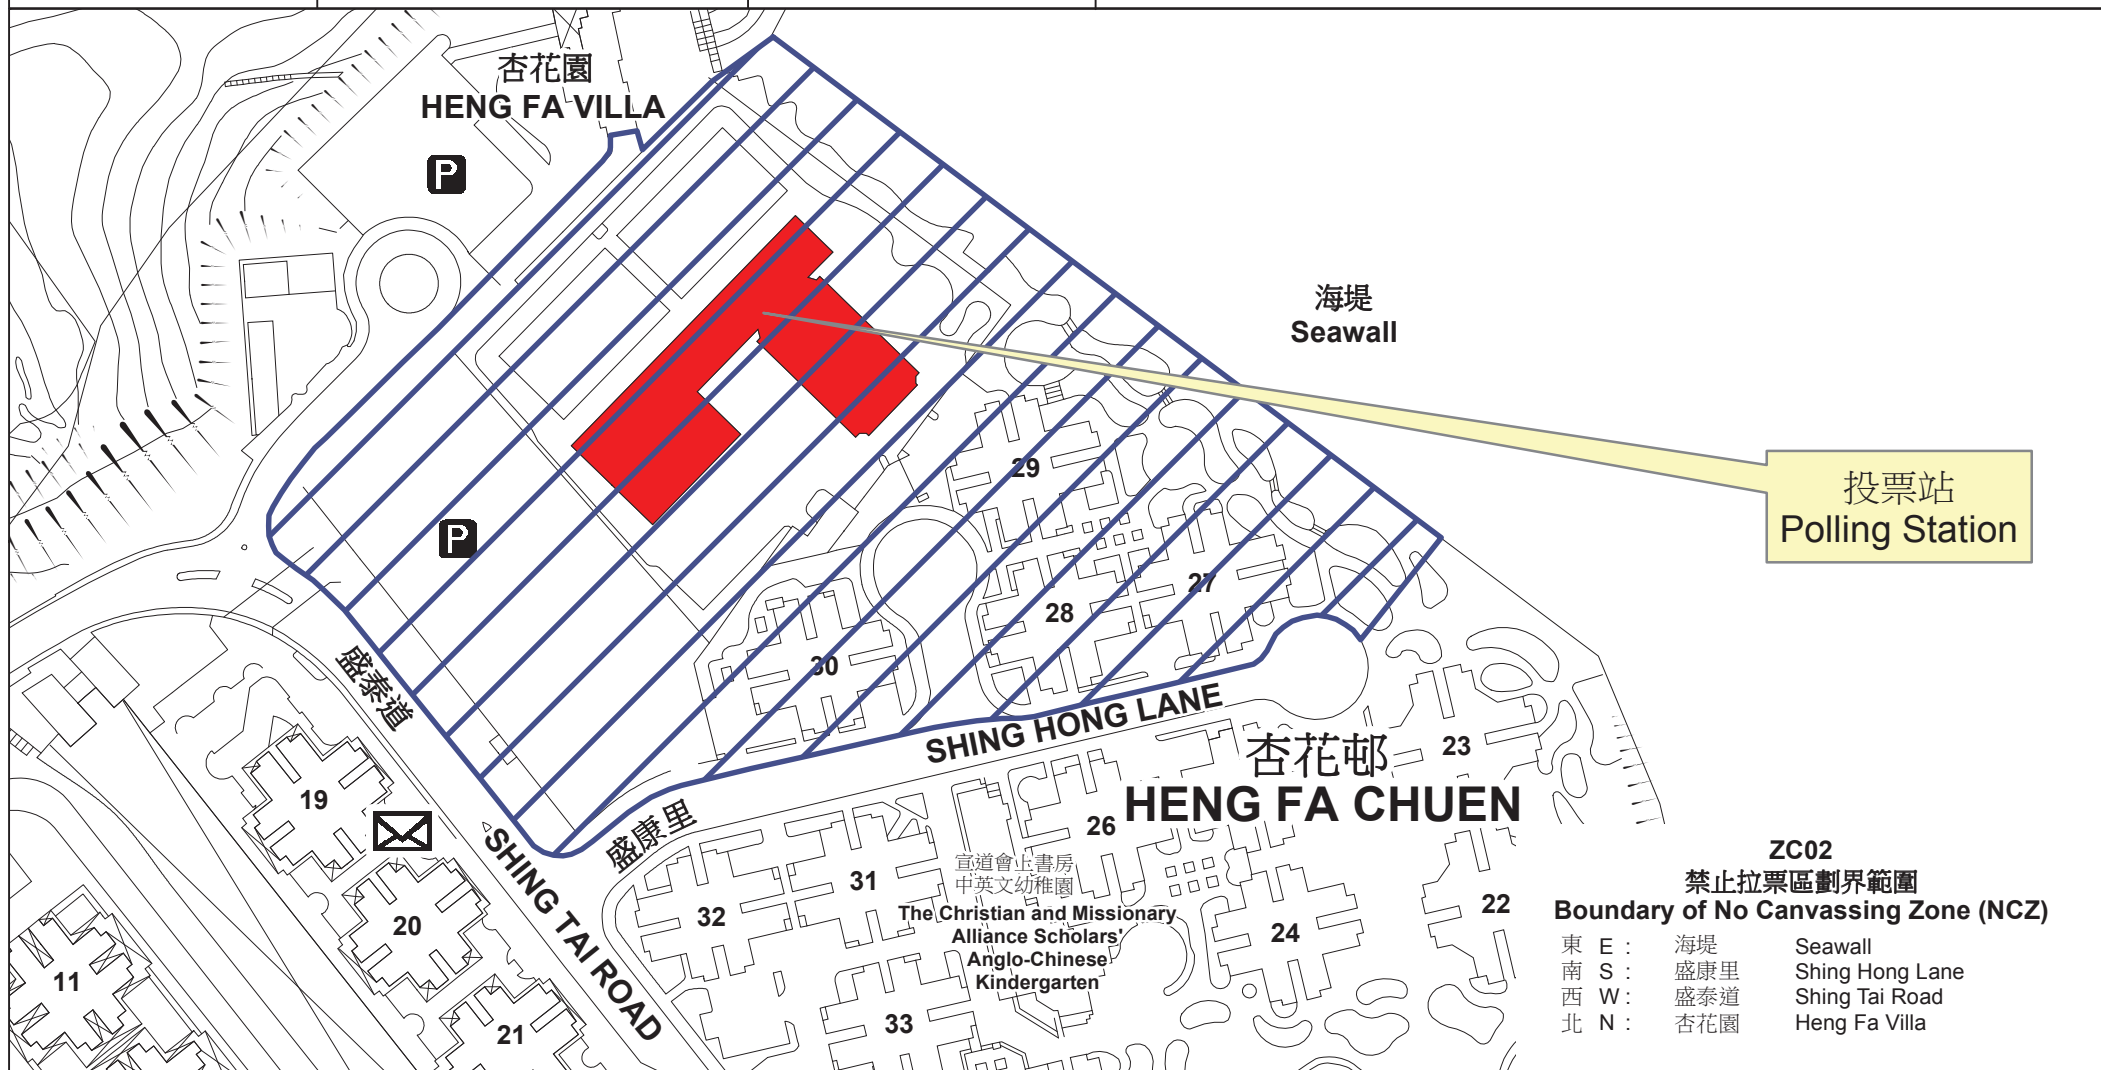 杏花園
HENG FA VILLA
P
海堤
Seawall
投票站
Polling Station
P
29
27
28
30
盛泰道
SHING HONG LANE
杏花邨
HENG FA CHUEN
23
19
盛康里
26
SHING TAI ROAD
宣道會上書房
中英文幼稚園
The Christian and Missionary
Alliance Scholars'
Anglo-Chinese
Kindergarten
31
32
20
24
22
11
21
33
ZC02
禁止拉票區劃界範圍
Boundary of No Canvassing Zone (NCZ)
東 E : 海堤 Seawall
南 S : 盛康里 Shing Hong Lane
西 W : 盛泰道 Shing Tai Road
北 N : 杏花園 Heng Fa Villa